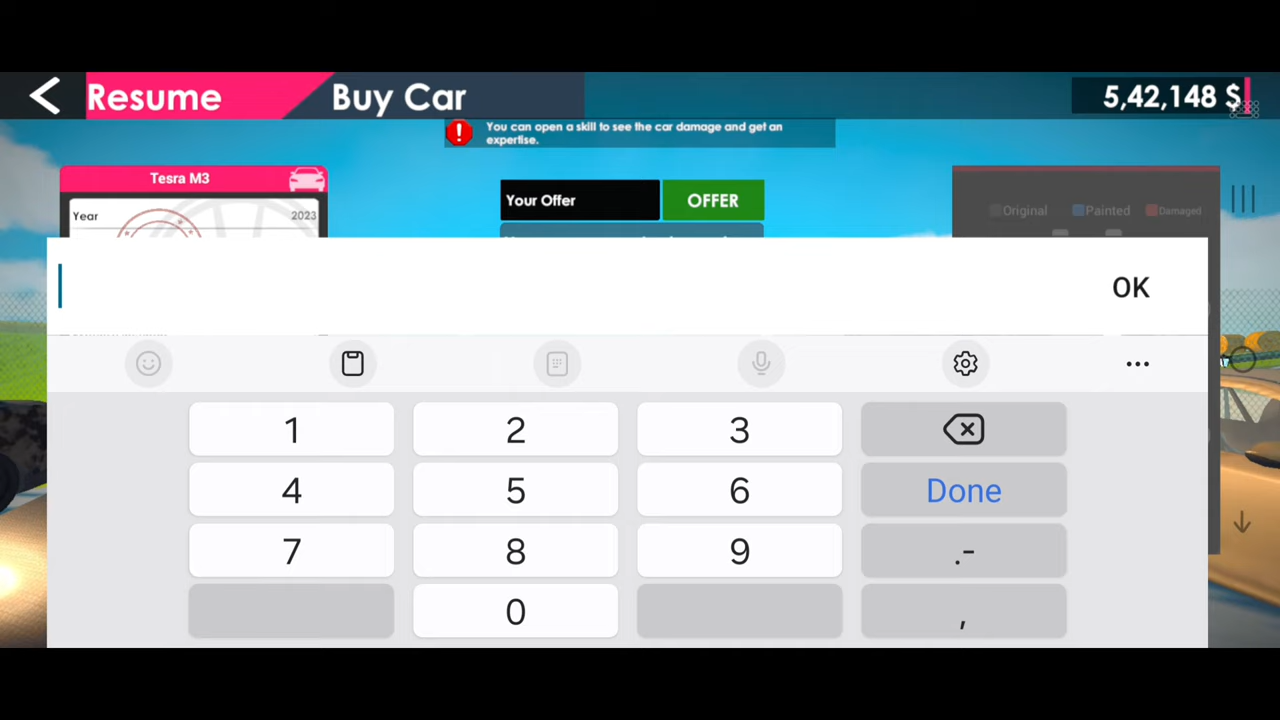 Resume
Buy Car
5,42,148 $
You can open a skill to see the car damage and get an
expertise.
Tesra M3
Year 2023
Your Offer
OFFER
Original Painted Damaged
OK
1 2 3
4 5 6 Done
7 8 9 .-
0 ,